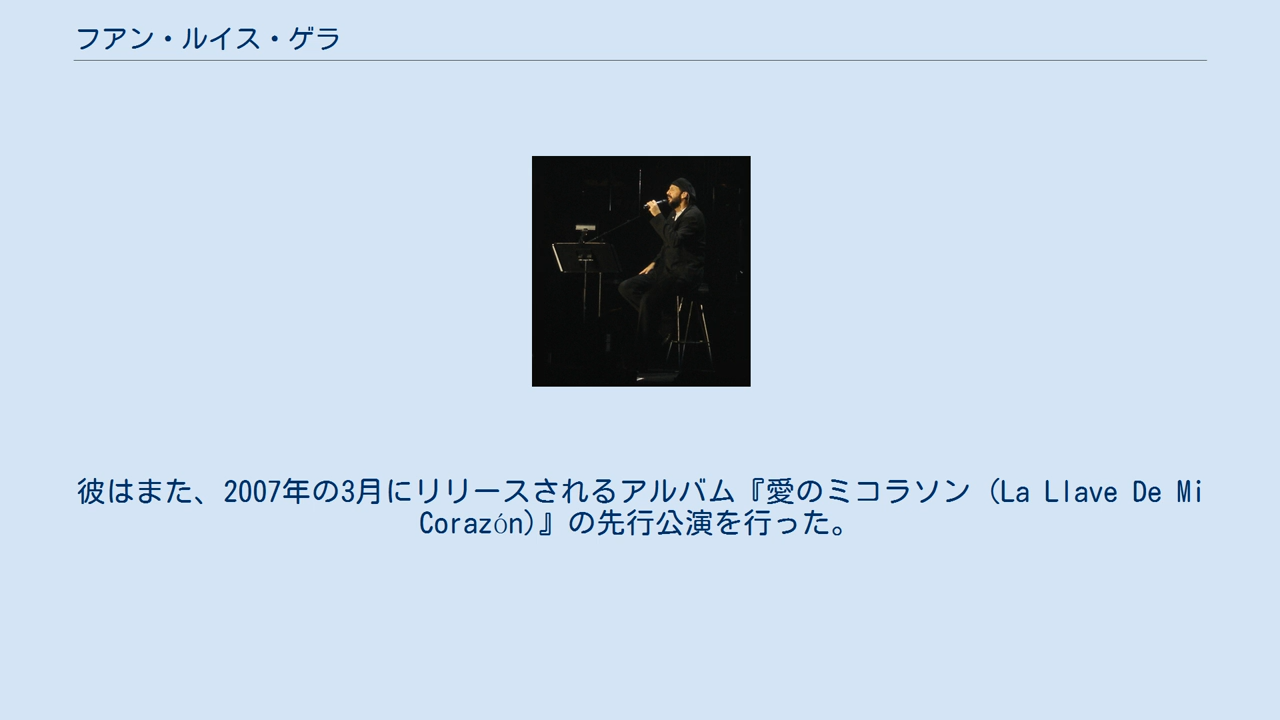 フアン・ルイス・ゲラ
彼はまた、2007年の3月にリリースされるアルバム『愛のミコラソン (La Llave De Mi
Corazón)』の先行公演を行った。